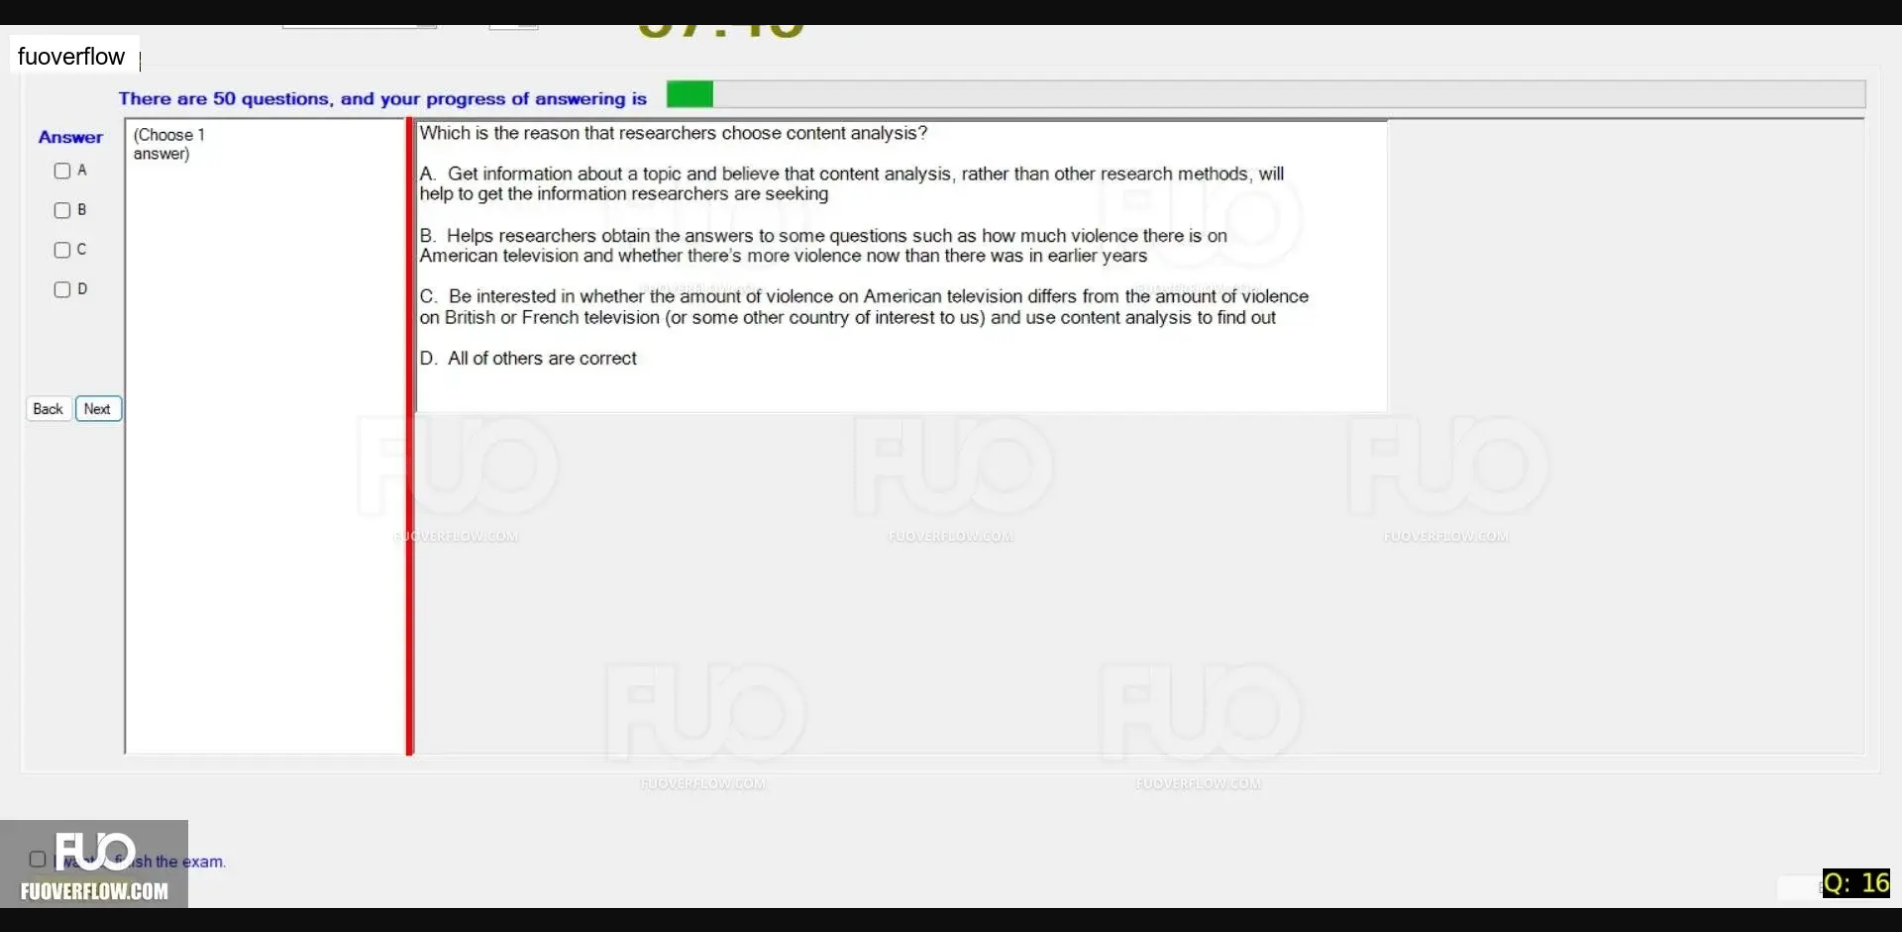 fuoverflow
There are 50 questions, and your progress of answering is
Answer
A
B
C
D
Back Next
(Choose 1
answer)
Which is the reason that researchers choose content analysis?
A. Get information about a topic and believe that content analysis, rather than other research methods, will
help to get the information researchers are seeking
B. Helps researchers obtain the answers to some questions such as how much violence there is on
American television and whether there's more violence now than there was in earlier years
C. Be interested in whether the amount of violence on American television differs from the amount of violence
on British or French television (or some other country of interest to us) and use content analysis to find out
D. All of others are correct
FUO
FUOVERFLOW.COM
FUO
FUOVERFLOW.COM
FUO
FUOVERFLOW.COM
FUO
FUOVERFLOW.COM
FUO
FUOVERFLOW.COM
the exam.
FUO
FUOVERFLOW.COM
Q: 16